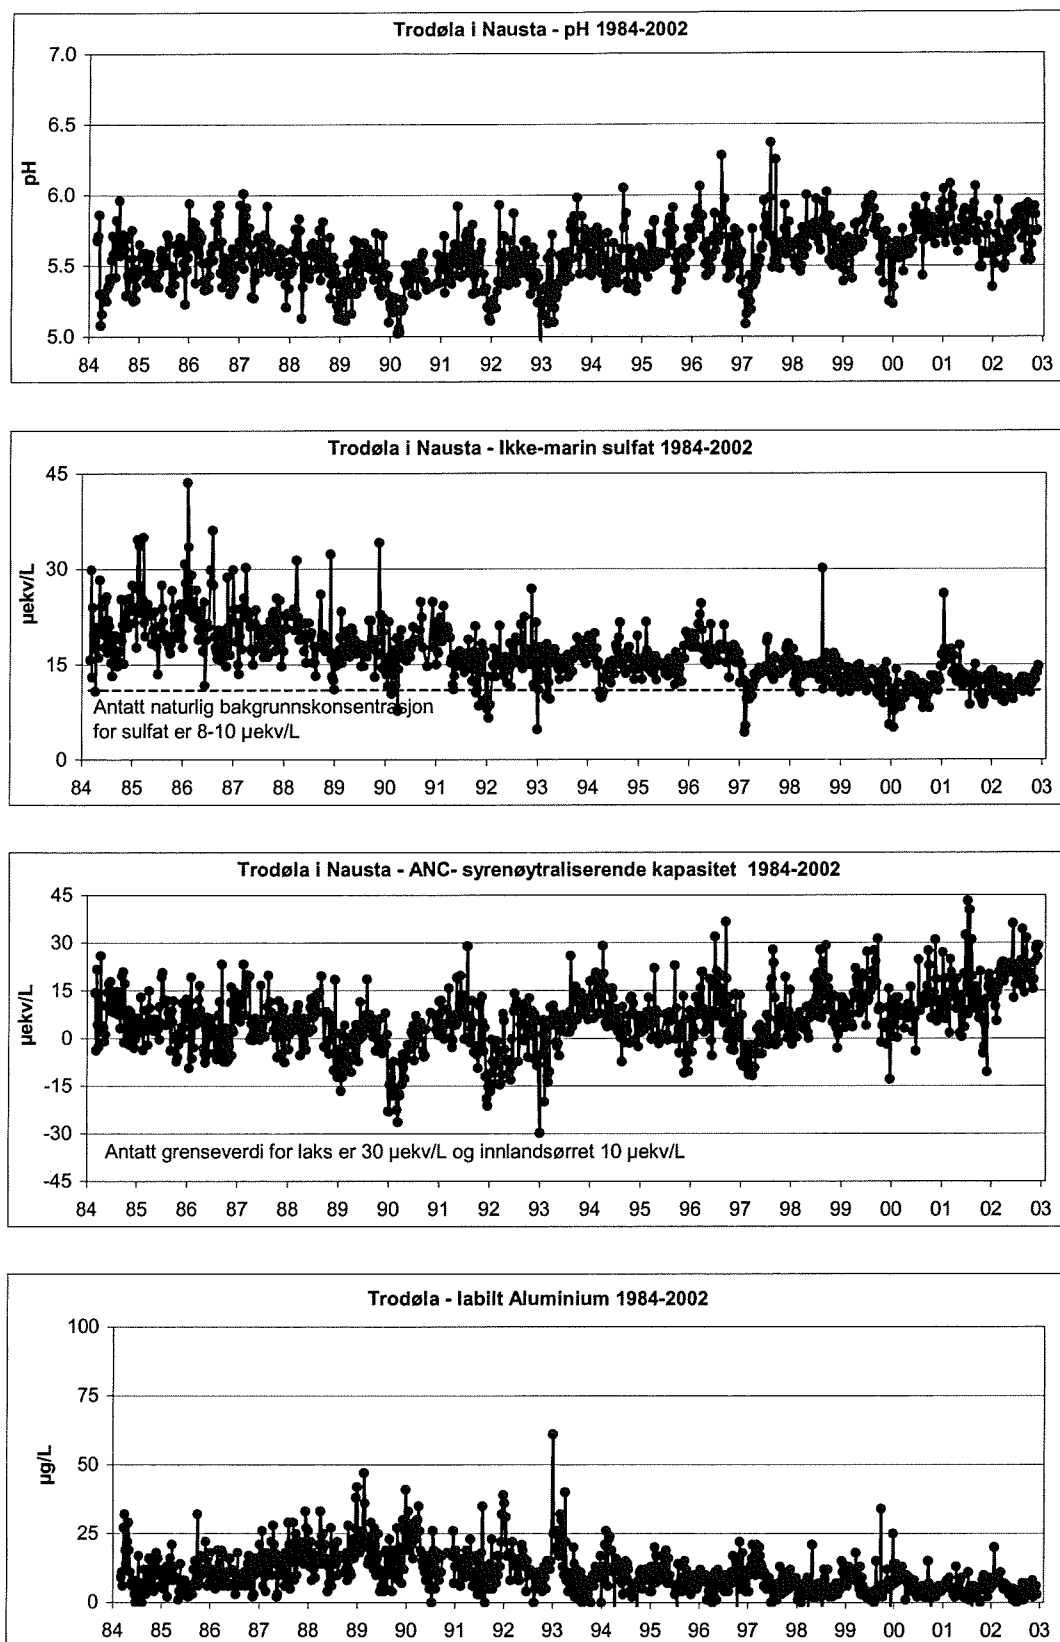 Trodøla i Nausta - pH 1984-2002
7.0
6.5
6.0
5.5
5.0
pH
84 85 86 87 88 89 90 91 92 93 94 95 96 97 98 99 00 01 02 03
Trodøla i Nausta - Ikke-marin sulfat 1984-2002
45
30
15
0
µekv/L
Antatt naturlig bakgrunnskonsentrasjon
for sulfat er 8-10 µekv/L
84 85 86 87 88 89 90 91 92 93 94 95 96 97 98 99 00 01 02 03
Trodøla i Nausta - ANC- syrenøytraliserende kapasitet 1984-2002
45
30
15
0
-15
-30
-45
µekv/L
Antatt grenseverdi for laks er 30 µekv/L og innlandsørret 10 µekv/L
84 85 86 87 88 89 90 91 92 93 94 95 96 97 98 99 00 01 02 03
Trodøla - labilt Aluminium 1984-2002
100
75
50
25
0
µg/L
84 85 86 87 88 89 90 91 92 93 94 95 96 97 98 99 00 01 02 03